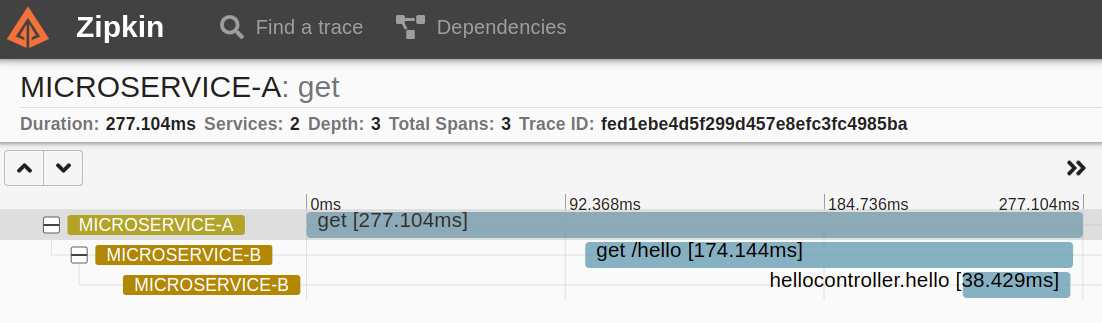 Zipkin Find a trace Dependencies
MICROSERVICE-A: get
Duration: 277.104ms Services: 2 Depth: 3 Total Spans: 3 Trace ID: fed1ebe4d5f299d457e8efc3fc4985ba
0ms 92.368ms 184.736ms 277.104ms
MICROSERVICE-A get [277.104ms]
MICROSERVICE-B get /hello [174.144ms]
MICROSERVICE-B hellocontroller.hello [38.429ms]